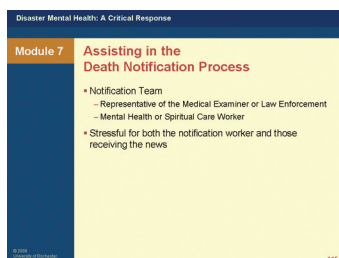 Disaster Mental Health: A Critical Response
Module 7
Assisting in the
Death Notification Process
▪ Notification Team
– Representative of the Medical Examiner or Law Enforcement
– Mental Health or Spiritual Care Worker
▪ Stressful for both the notification worker and those
receiving the news
University of Rochester